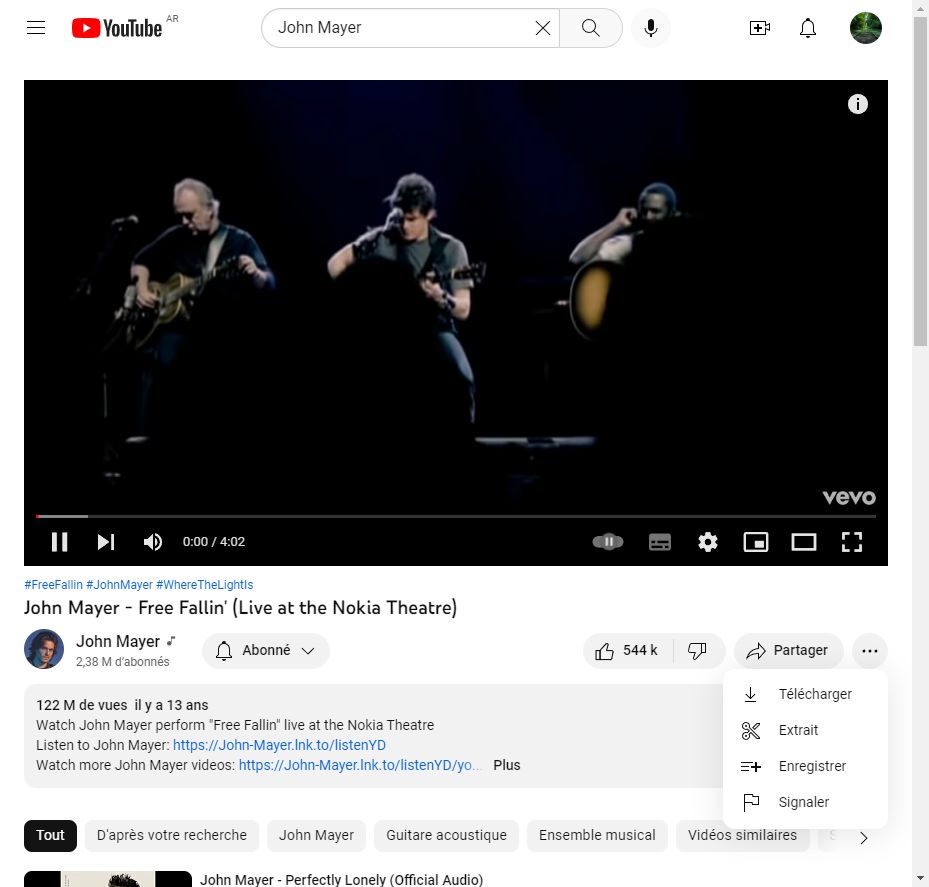 YouTube AR
John Mayer
vevo
0:00 / 4:02
#FreeFallin #JohnMayer #WhereTheLightIs
John Mayer - Free Fallin' (Live at the Nokia Theatre)
John Mayer
2,38 M d'abonnés
Abonné
544 k
Partager
Télécharger
Extrait
Enregistrer
Signaler
122 M de vues il y a 13 ans
Watch John Mayer perform "Free Fallin" live at the Nokia Theatre
Listen to John Mayer: https://John-Mayer.lnk.to/listenYD
Watch more John Mayer videos: https://John-Mayer.lnk.to/listenYD/yo... Plus
Tout
D'après votre recherche
John Mayer
Guitare acoustique
Ensemble musical
Vidéos similaires
John Mayer - Perfectly Lonely (Official Audio)